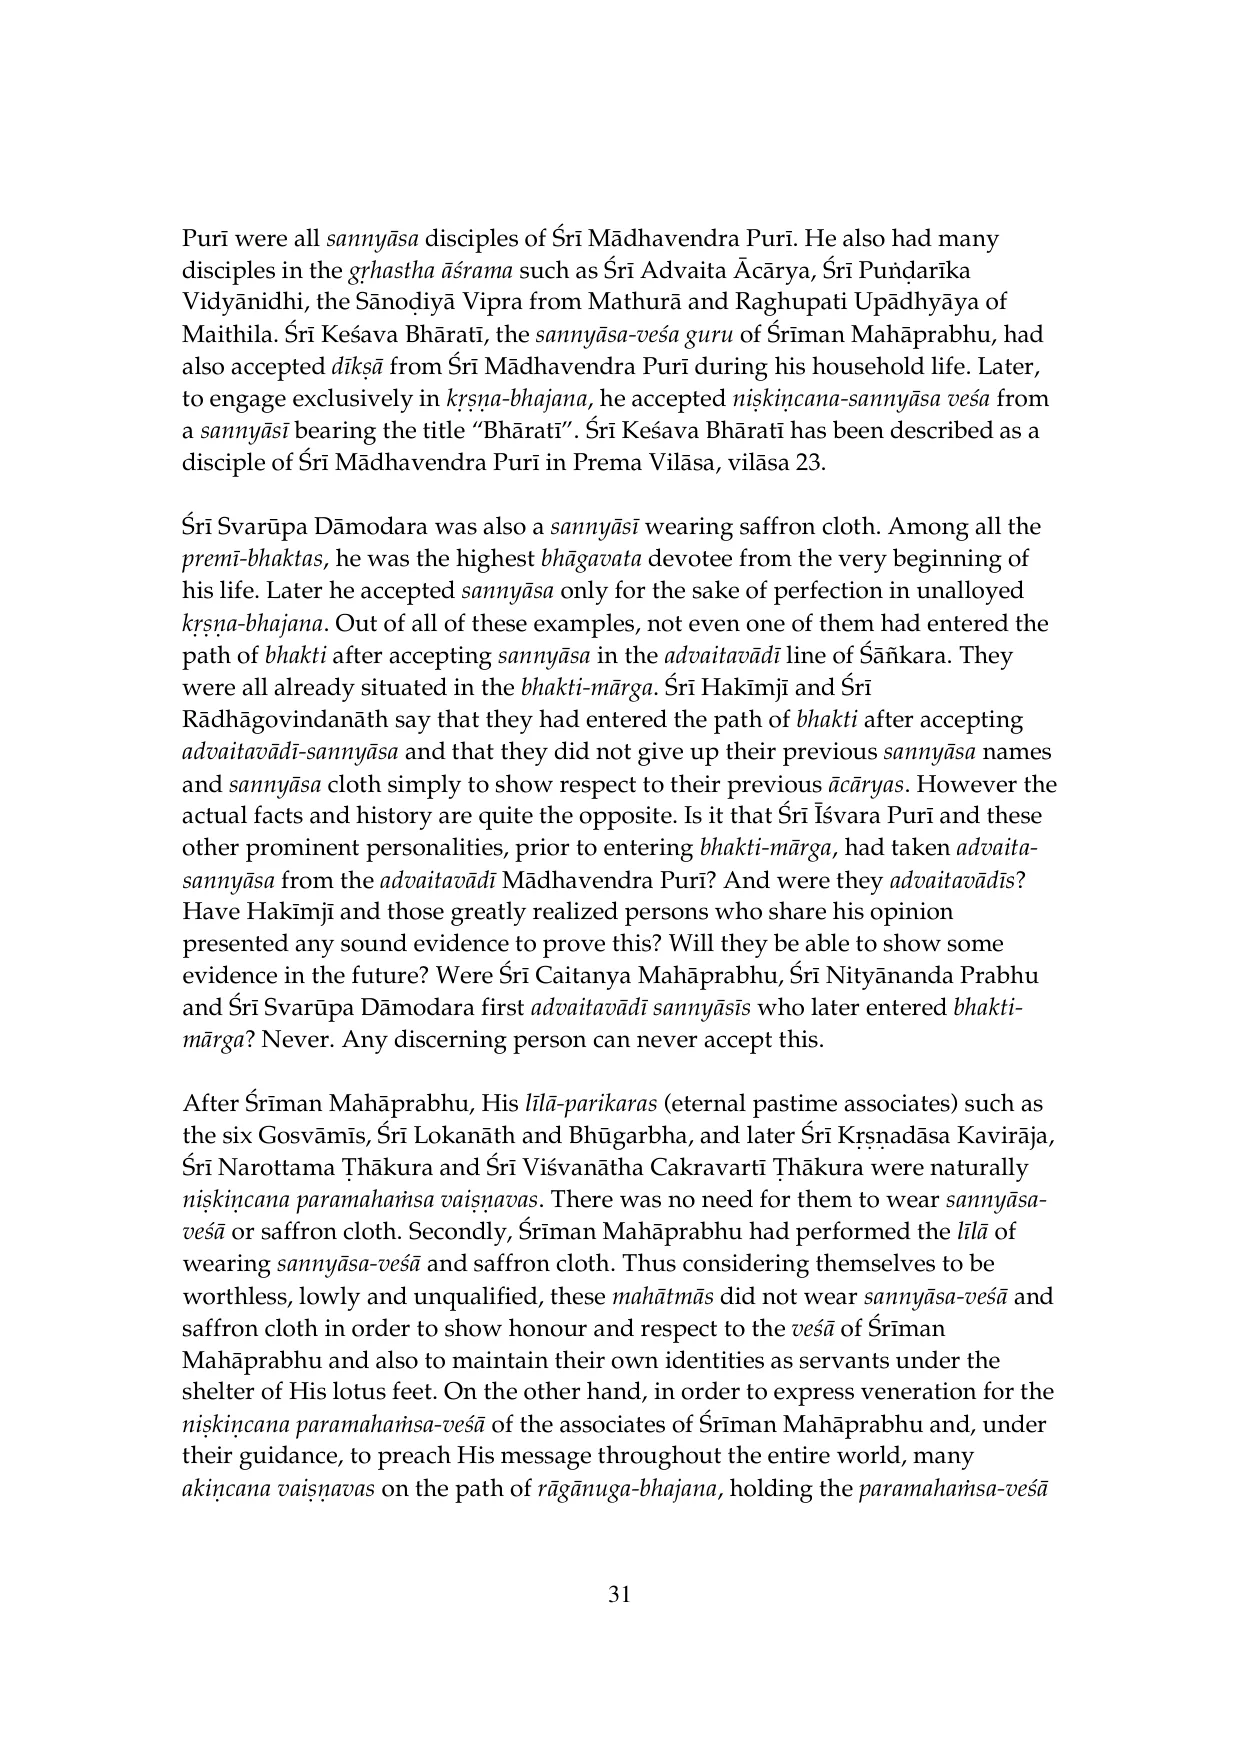 Purī were all sannyāsa disciples of Śrī Mādhavendra Purī. He also had many
disciples in the gṛhastha āśrama such as Śrī Advaita Ācārya, Śrī Puṅḍarīka
Vidyānidhi, the Sānoḍiyā Vipra from Mathurā and Raghupati Upādhyāya of
Maithila. Śrī Keśava Bhāratī, the sannyāsa-veśa guru of Śrīman Mahāprabhu, had
also accepted dīkṣā from Śrī Mādhavendra Purī during his household life. Later,
to engage exclusively in kṛṣṇa-bhajana, he accepted niṣkiṇcana-sannyāsa veśa from
a sannyāsī bearing the title “Bhāratī”. Śrī Keśava Bhāratī has been described as a
disciple of Śrī Mādhavendra Purī in Prema Vilāsa, vilāsa 23.
Śrī Svarūpa Dāmodara was also a sannyāsī wearing saffron cloth. Among all the
premī-bhaktas, he was the highest bhāgavata devotee from the very beginning of
his life. Later he accepted sannyāsa only for the sake of perfection in unalloyed
kṛṣṇa-bhajana. Out of all of these examples, not even one of them had entered the
path of bhakti after accepting sannyāsa in the advaitavādī line of Śāñkara. They
were all already situated in the bhakti-mārga. Śrī Hakīmjī and Śrī
Rādhāgovindanāth say that they had entered the path of bhakti after accepting
advaitavādī-sannyāsa and that they did not give up their previous sannyāsa names
and sannyāsa cloth simply to show respect to their previous ācāryas. However the
actual facts and history are quite the opposite. Is it that Śrī Īśvara Purī and these
other prominent personalities, prior to entering bhakti-mārga, had taken advaita-
sannyāsa from the advaitavādī Mādhavendra Purī? And were they advaitavādīs?
Have Hakīmjī and those greatly realized persons who share his opinion
presented any sound evidence to prove this? Will they be able to show some
evidence in the future? Were Śrī Caitanya Mahāprabhu, Śrī Nityānanda Prabhu
and Śrī Svarūpa Dāmodara first advaitavādī sannyāsīs who later entered bhakti-
mārga? Never. Any discerning person can never accept this.
After Śrīman Mahāprabhu, His līlā-parikaras (eternal pastime associates) such as
the six Gosvāmīs, Śrī Lokanāth and Bhūgarbha, and later Śrī Kṛṣṇadāsa Kavirāja,
Śrī Narottama Ṭhākura and Śrī Viśvanātha Cakravartī Ṭhākura were naturally
niṣkiṇcana paramahaṁsa vaiṣṇavas. There was no need for them to wear sannyāsa-
veśā or saffron cloth. Secondly, Śrīman Mahāprabhu had performed the līlā of
wearing sannyāsa-veśā and saffron cloth. Thus considering themselves to be
worthless, lowly and unqualified, these mahātmās did not wear sannyāsa-veśā and
saffron cloth in order to show honour and respect to the veśā of Śrīman
Mahāprabhu and also to maintain their own identities as servants under the
shelter of His lotus feet. On the other hand, in order to express veneration for the
niṣkiṇcana paramahaṁsa-veśā of the associates of Śrīman Mahāprabhu and, under
their guidance, to preach His message throughout the entire world, many
akiṇcana vaiṣṇavas on the path of rāgānuga-bhajana, holding the paramahaṁsa-veśā
31